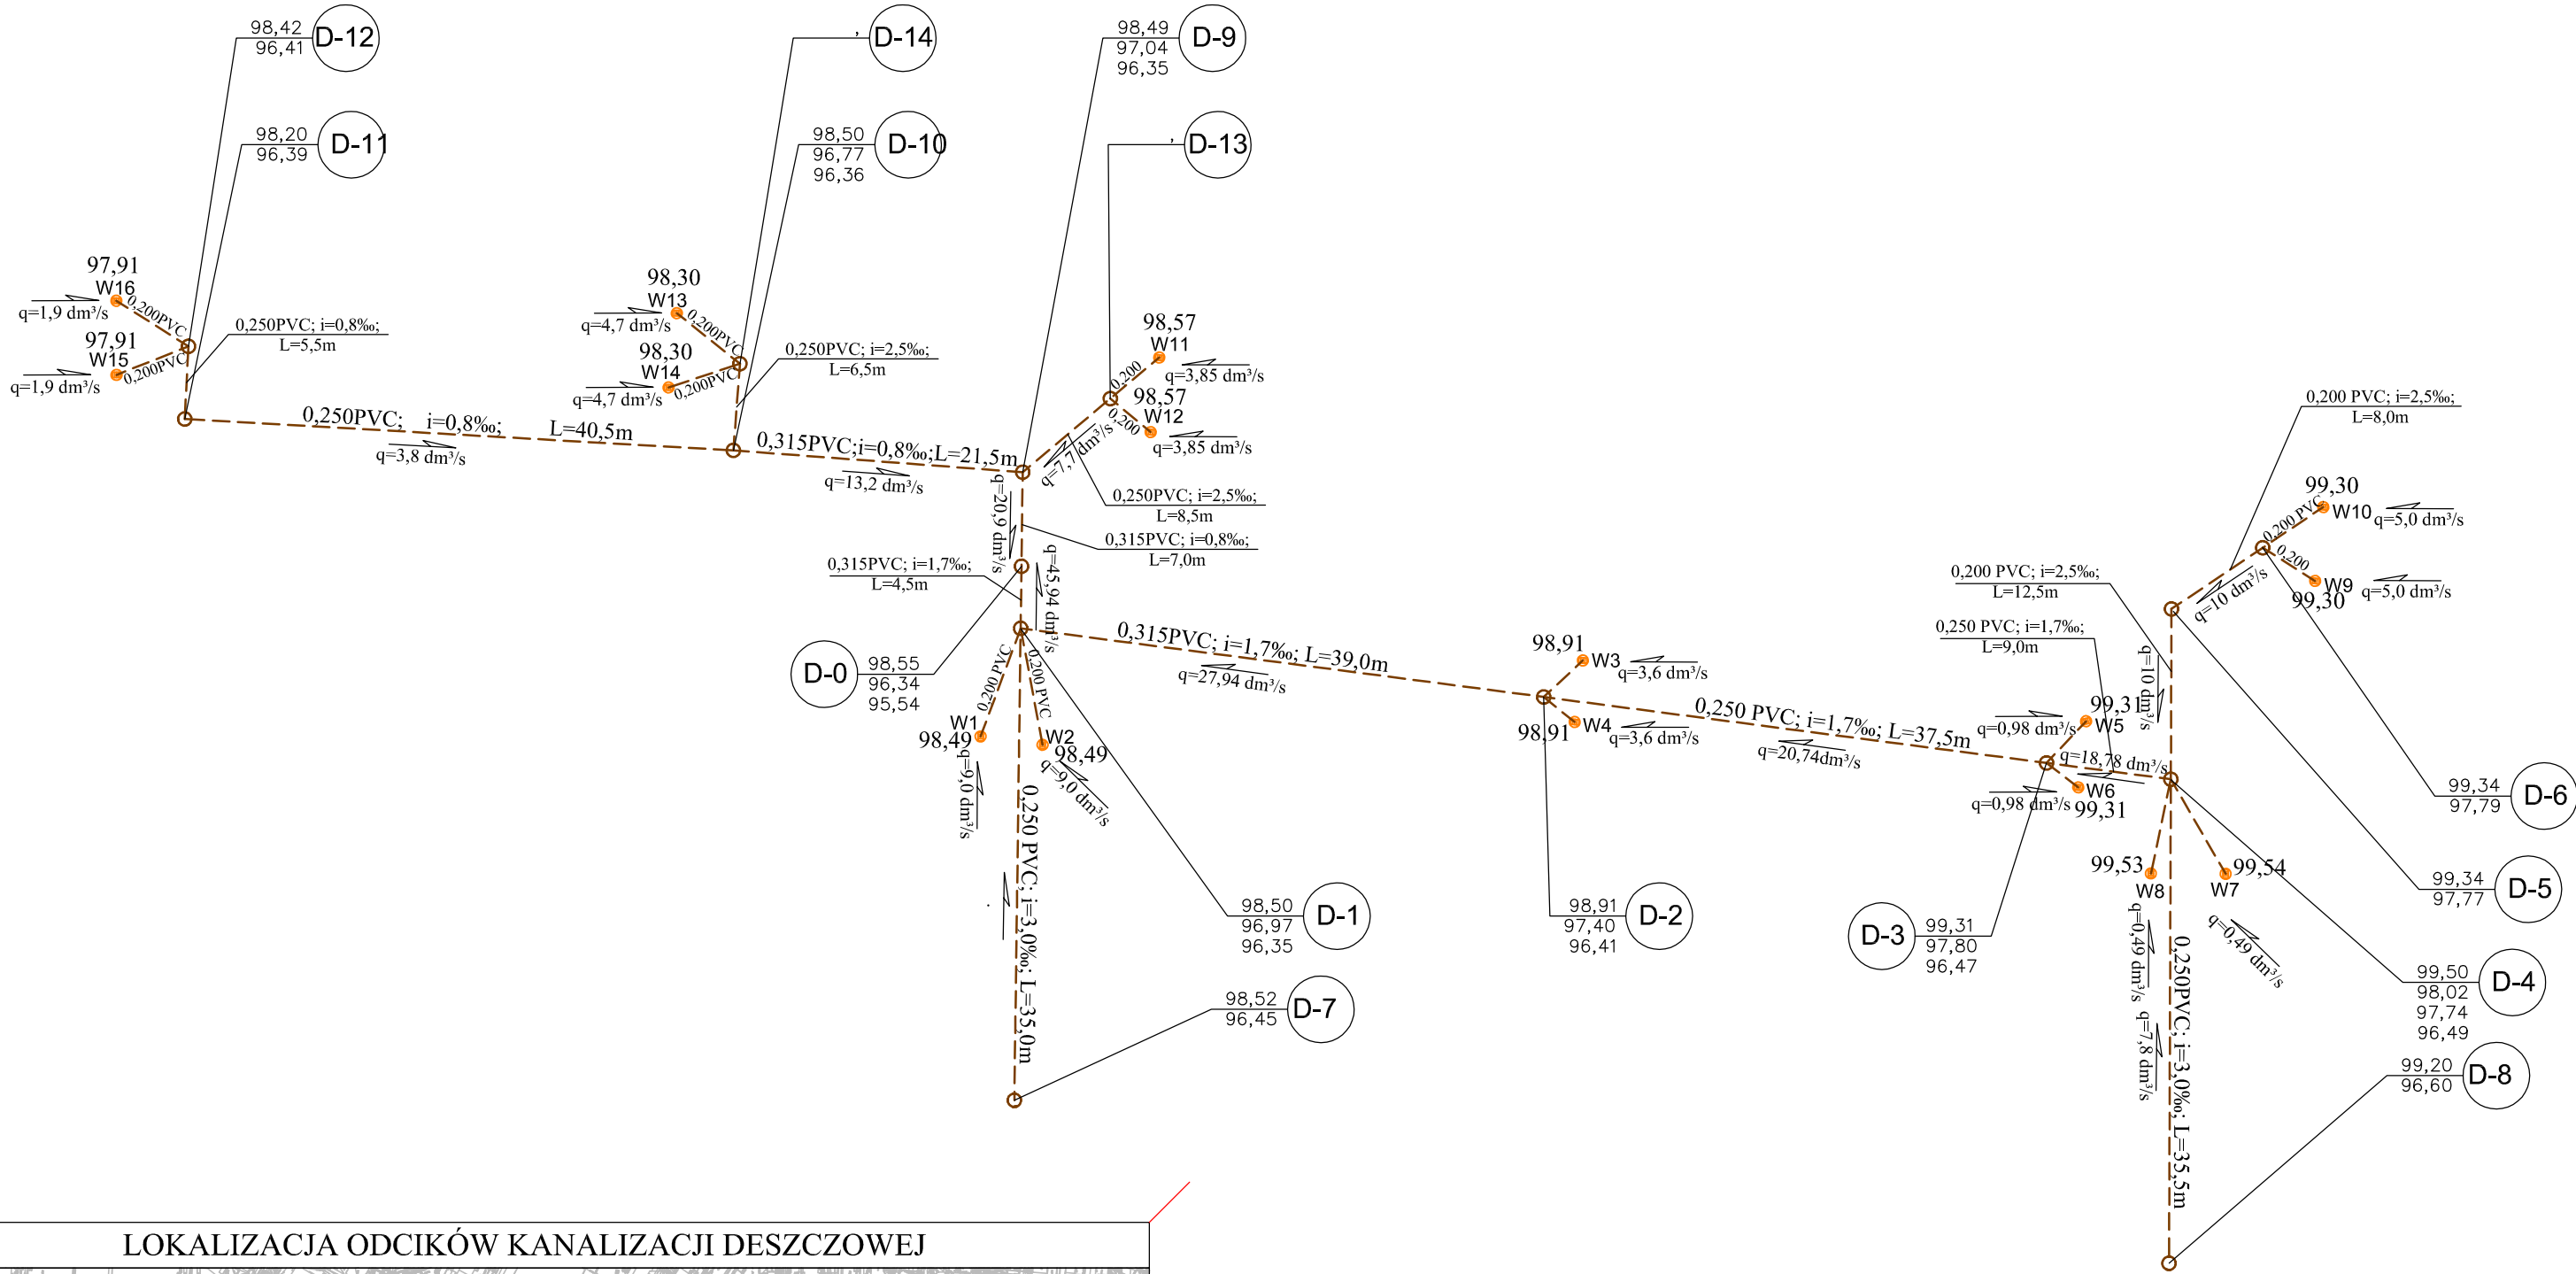 98,42
96,41
D-12
,
D-14
98,49
97,04
96,35
D-9
98,20
96,39
D-11
98,50
96,77
96,36
D-10
,
D-13
97,91
W16
q=1,9 dm³/s
0,200PVC
97,91
W15
q=1,9 dm³/s
0,200PVC
0,250PVC; i=0,8‰;
L=5,5m
98,30
W13
q=4,7 dm³/s
0,200PVC
98,30
W14
q=4,7 dm³/s
0,200PVC
0,250PVC; i=2,5‰;
L=6,5m
98,57
W11
q=3,85 dm³/s
0,200
98,57
W12
q=3,85 dm³/s
0,200
q=7,7 dm³/s
0,250PVC; i=2,5‰;
L=8,5m
0,250PVC; i=0,8‰; L=40,5m
q=3,8 dm³/s
0,315PVC;i=0,8‰;L=21,5m
q=13,2 dm³/s
q=20,9 dm³/s
0,315PVC; i=0,8‰;
L=7,0m
0,315PVC; i=1,7‰;
L=4,5m
q=45,94 dm³/s
D-0
98,55
96,34
95,54
0,200 PVC
0,200 PVC
W1
98,49
q=9,0 dm³/s
W2
98,49
q=9,0 dm³/s
0,250 PVC; i=3,0‰; L=35,0m
0,315PVC; i=1,7‰; L=39,0m
q=27,94 dm³/s
98,91
W3
q=3,6 dm³/s
98,91
W4
q=3,6 dm³/s
0,250 PVC; i=1,7‰; L=37,5m
q=20,74dm³/s
0,200 PVC; i=2,5‰;
L=8,0m
99,30
W10
q=5,0 dm³/s
0,200 PVC
0,200
W9
99,30
q=5,0 dm³/s
q=10 dm³/s
0,200 PVC; i=2,5‰;
L=12,5m
0,250 PVC; i=1,7‰;
L=9,0m
q=10 dm³/s
99,31
W5
q=0,98 dm³/s
q=18,78 dm³/s
W6
99,31
q=0,98 dm³/s
99,53
W8
q=0,49 dm³/s
99,54
W7
q=0,49 dm³/s
q=7,8 dm³/s
0,250PVC; i=3,0‰; L=35,5m
99,34
97,79
D-6
99,34
97,77
D-5
98,50
96,97
96,35
D-1
98,91
97,40
96,41
D-2
D-3
99,31
97,80
96,47
99,50
98,02
97,74
96,49
D-4
98,52
96,45
D-7
99,20
96,60
D-8
LOKALIZACJA ODCIKÓW KANALIZACJI DESZCZOWEJ